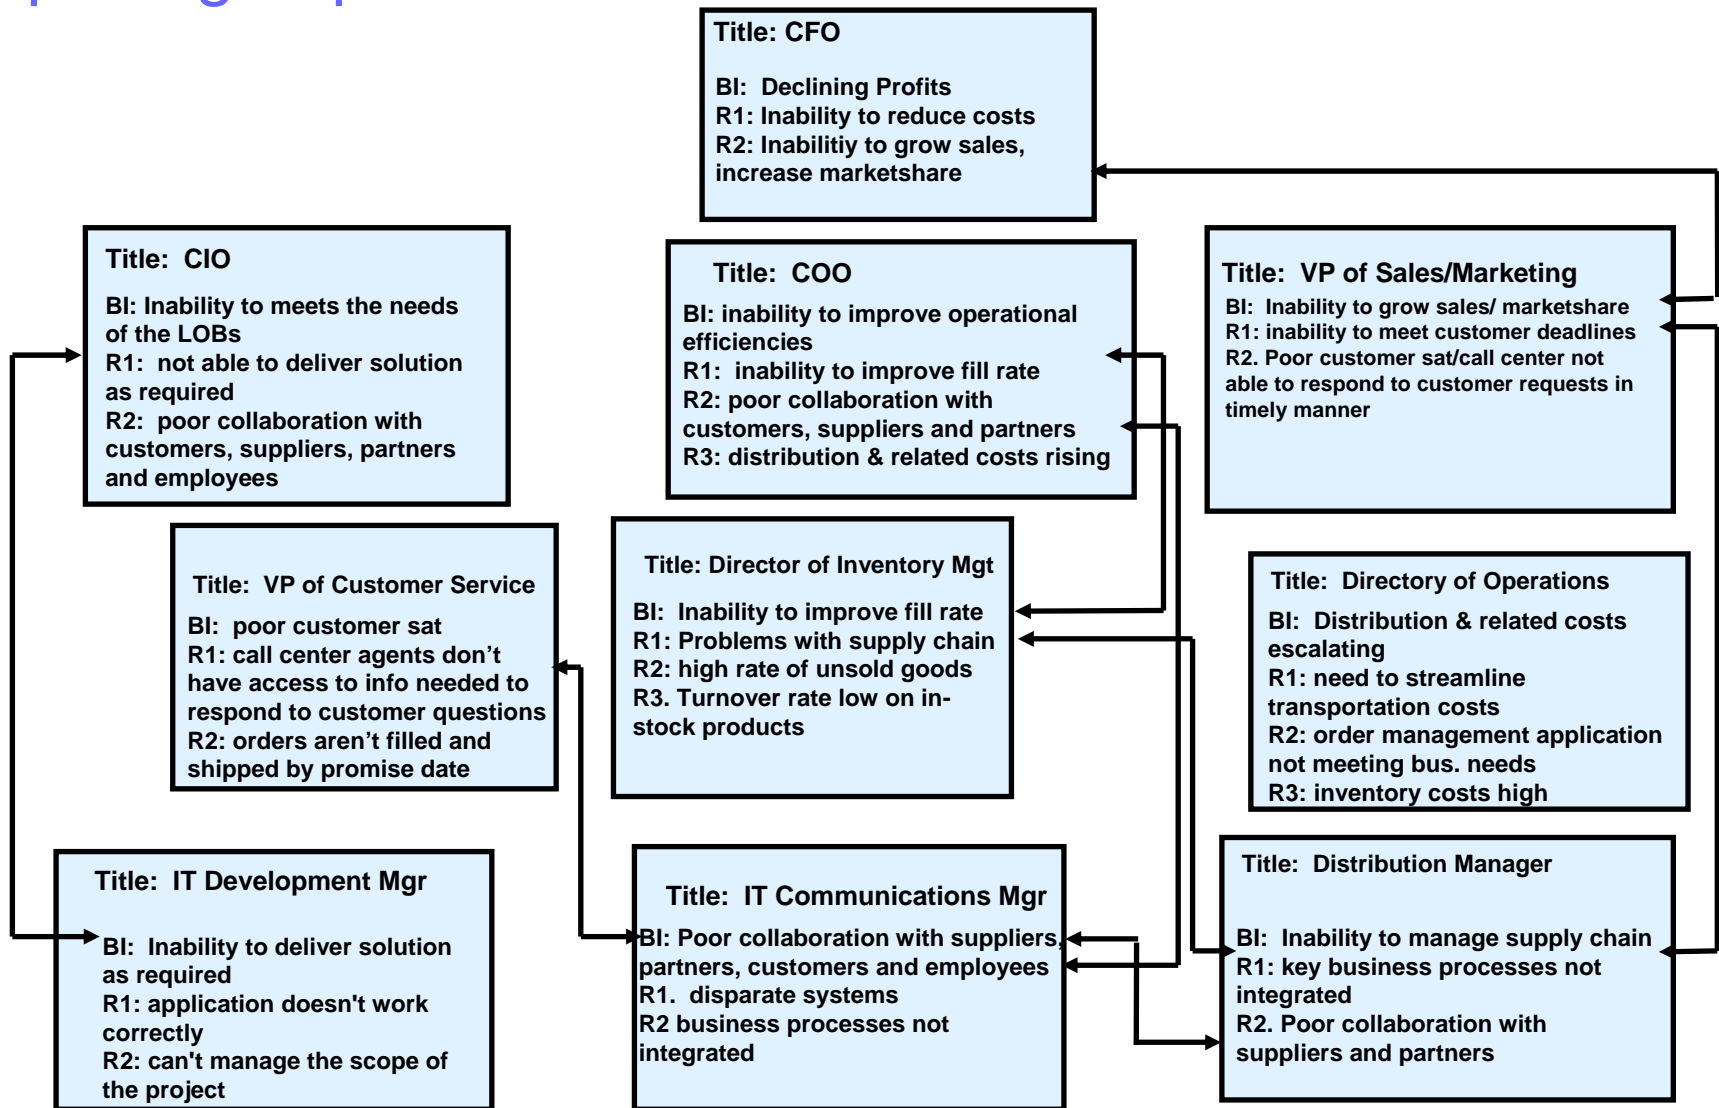 Title: CFO
BI:  Declining Profits
R1: Inability to reduce costs
R2: Inabilitiy to grow sales,
increase marketshare
Title:  CIO
BI: Inability to meets the needs
of the LOBs
R1:  not able to deliver solution
as required
R2:  poor collaboration with
customers, suppliers, partners
and employees
Title:  COO
BI: inability to improve operational
efficiencies
R1:  inability to improve fill rate
R2: poor collaboration with
customers, suppliers and partners
R3: distribution & related costs rising
Title:  VP of Sales/Marketing
BI:  Inability to grow sales/ marketshare
R1: inability to meet customer deadlines
R2. Poor customer sat/call center not
able to respond to customer requests in
timely manner
Title:  VP of Customer Service
BI:  poor customer sat
R1: call center agents don’t
have access to info needed to
respond to customer questions
R2: orders aren’t filled and
shipped by promise date
Title: Director of Inventory Mgt
BI:  Inability to improve fill rate
R1: Problems with supply chain
R2: high rate of unsold goods
R3. Turnover rate low on in-
stock products
Title:  Directory of Operations
BI:  Distribution & related costs
escalating
R1: need to streamline
transportation costs
R2: order management application
not meeting bus. needs
R3: inventory costs high
Title:  IT Development Mgr
BI:  Inability to deliver solution
as required
R1: application doesn't work
correctly
R2: can't manage the scope of
the project
Title:  IT Communications Mgr
BI: Poor collaboration with suppliers,
partners, customers and employees
R1.  disparate systems
R2 business processes not
integrated
Title:  Distribution Manager
BI:  Inability to manage supply chain
R1: key business processes not
integrated
R2. Poor collaboration with
suppliers and partners